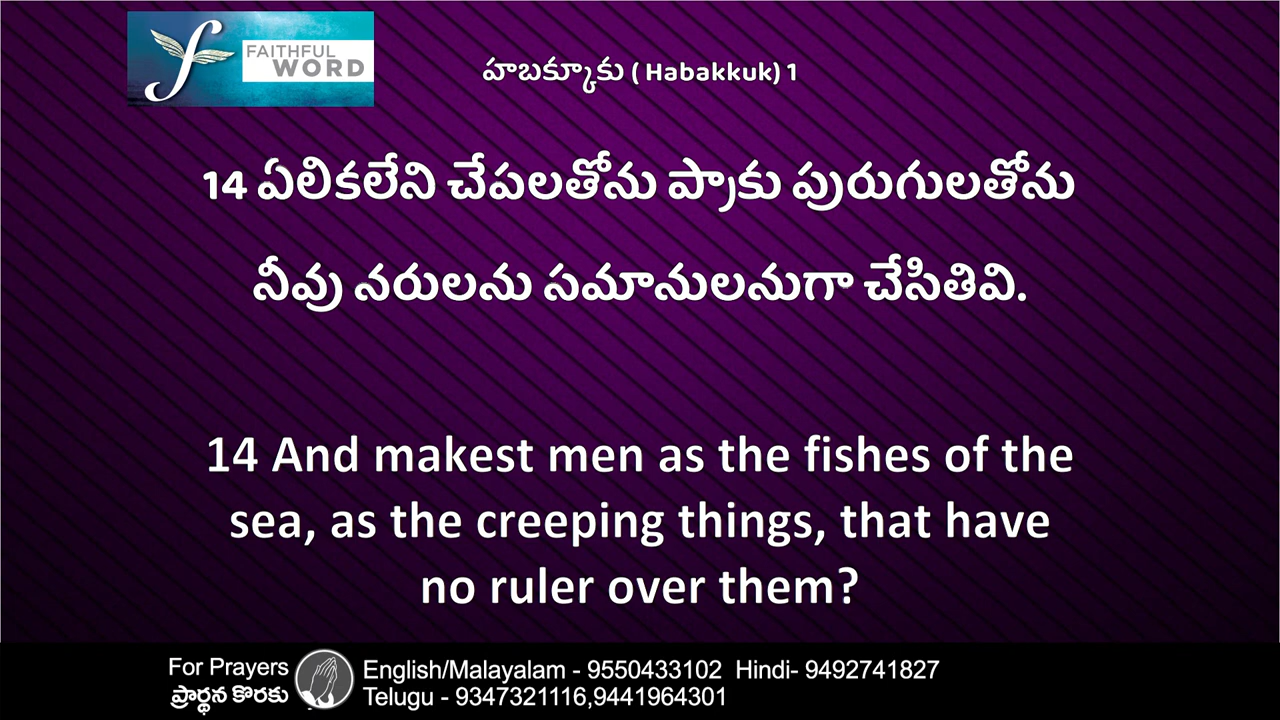 FAITHFUL
WORD
హబక్కూకు ( Habakkuk) 1
14 ఏలికలేని చేపలతోను ప్రాకు పురుగులతోను
నీవు నరులను సమానులనుగా చేసితివి.
14 And makest men as the fishes of the
sea, as the creeping things, that have
no ruler over them?
For Prayers
ప్రార్థన కొరకు
English/Malayalam - 9550433102 Hindi- 9492741827
Telugu - 9347321116,9441964301